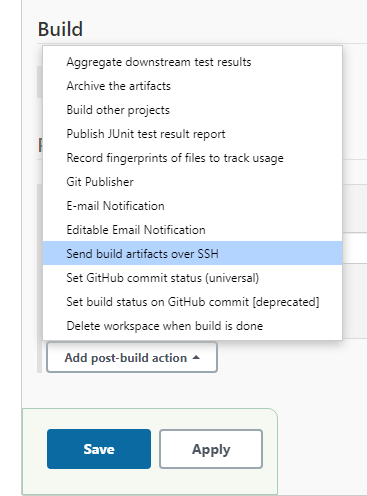 Build
Aggregate downstream test results
Archive the artifacts
Build other projects
Publish JUnit test result report
Record fingerprints of files to track usage
Git Publisher
E-mail Notification
Editable Email Notification
Send build artifacts over SSH
Set GitHub commit status (universal)
Set build status on GitHub commit [deprecated]
Delete workspace when build is done
Add post-build action
Save Apply